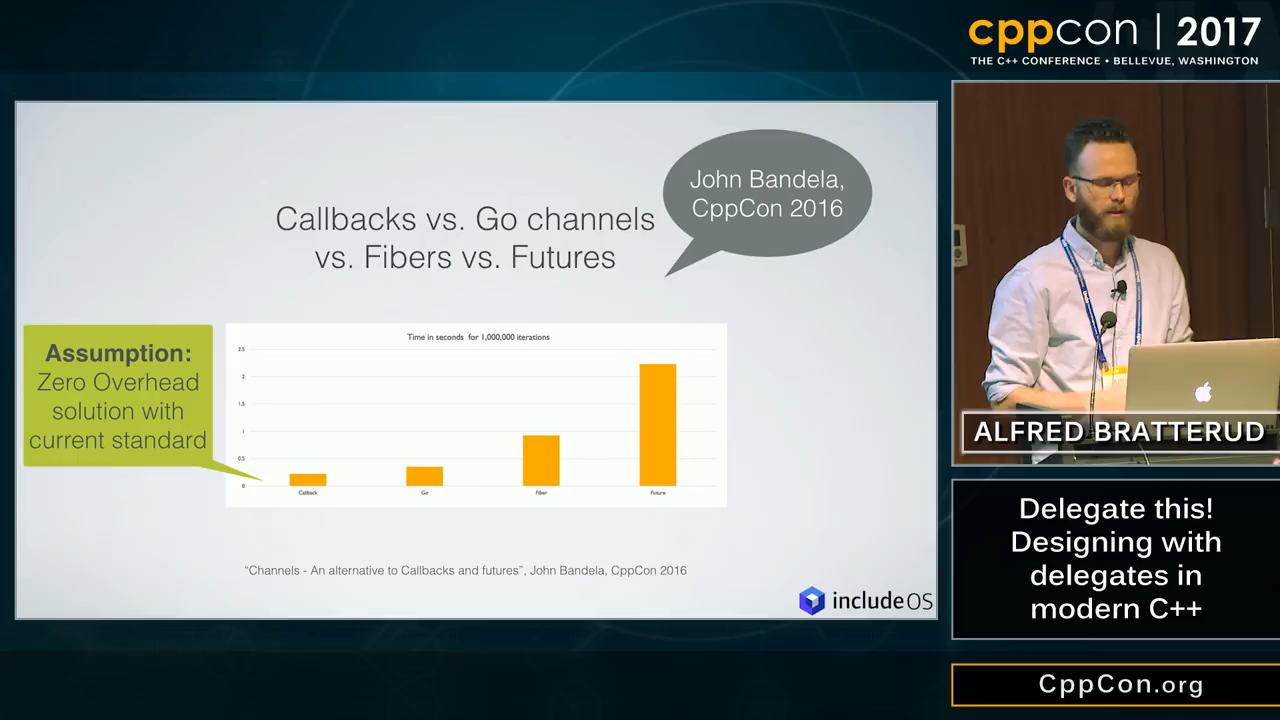 cppcon | 2017
THE C++ CONFERENCE • BELLEVUE, WASHINGTON
John Bandela,
CppCon 2016
Callbacks vs. Go channels
vs. Fibers vs. Futures
Assumption:
Zero Overhead
solution with
current standard
Time in seconds for 1,000,000 iterations
2.5
2
1.5
1
0.5
0
Callback
Go
Fiber
Future
"Channels - An alternative to Callbacks and futures", John Bandela, CppCon 2016
includeOS
ALFRED BRATTERUD
Delegate this!
Designing with
delegates in
modern C++
CppCon.org